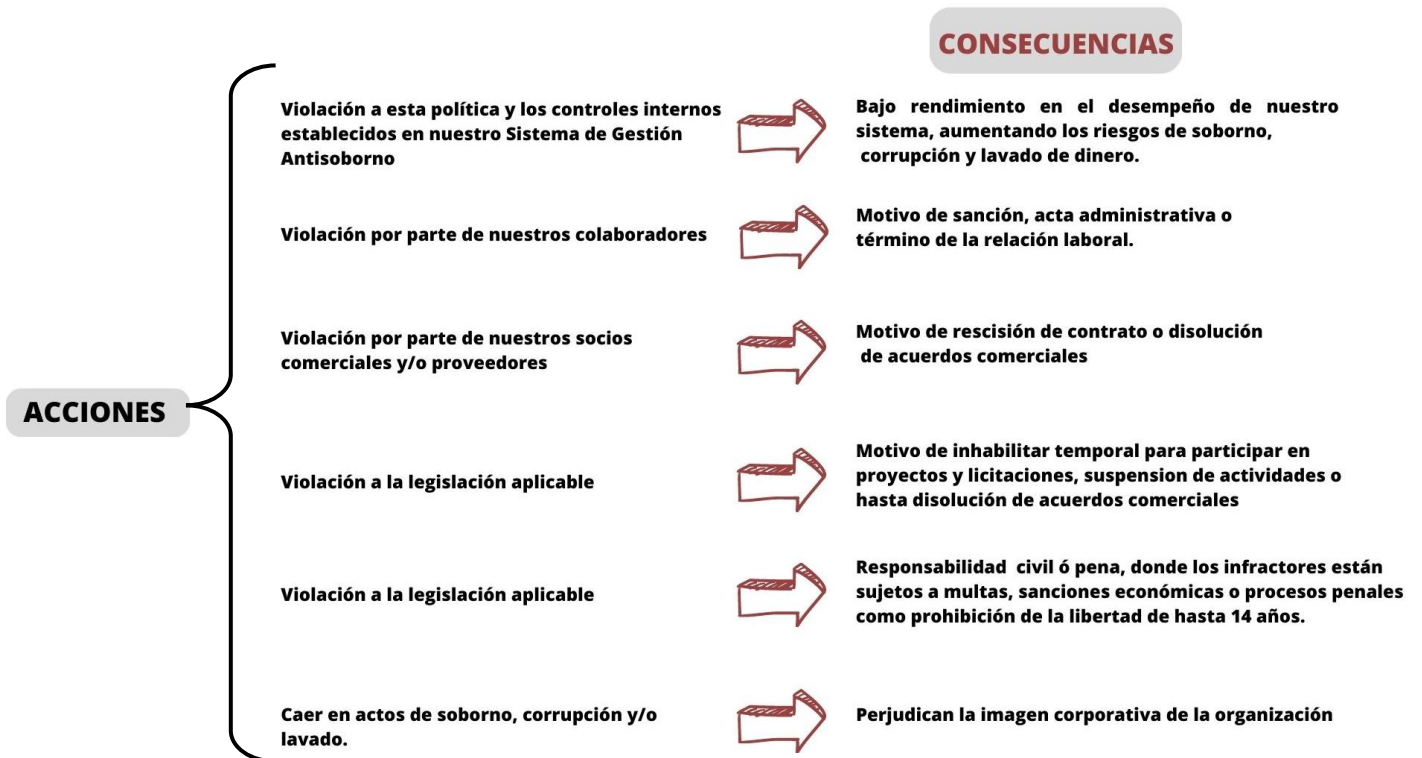 CONSECUENCIAS
ACCIONES
Violación a esta política y los controles internos
establecidos en nuestro Sistema de Gestión
Antisoborno
Bajo rendimiento en el desempeño de nuestro
sistema, aumentando los riesgos de soborno,
corrupción y lavado de dinero.
Violación por parte de nuestros colaboradores
Motivo de sanción, acta administrativa o
término de la relación laboral.
Violación por parte de nuestros socios
comerciales y/o proveedores
Motivo de rescisión de contrato o disolución
de acuerdos comerciales
Violación a la legislación aplicable
Motivo de inhabilitar temporal para participar en
proyectos y licitaciones, suspension de actividades o
hasta disolución de acuerdos comerciales
Violación a la legislación aplicable
Responsabilidad civil ó pena, donde los infractores están
sujetos a multas, sanciones económicas o procesos penales
como prohibición de la libertad de hasta 14 años.
Caer en actos de soborno, corrupción y/o
lavado.
Perjudican la imagen corporativa de la organización